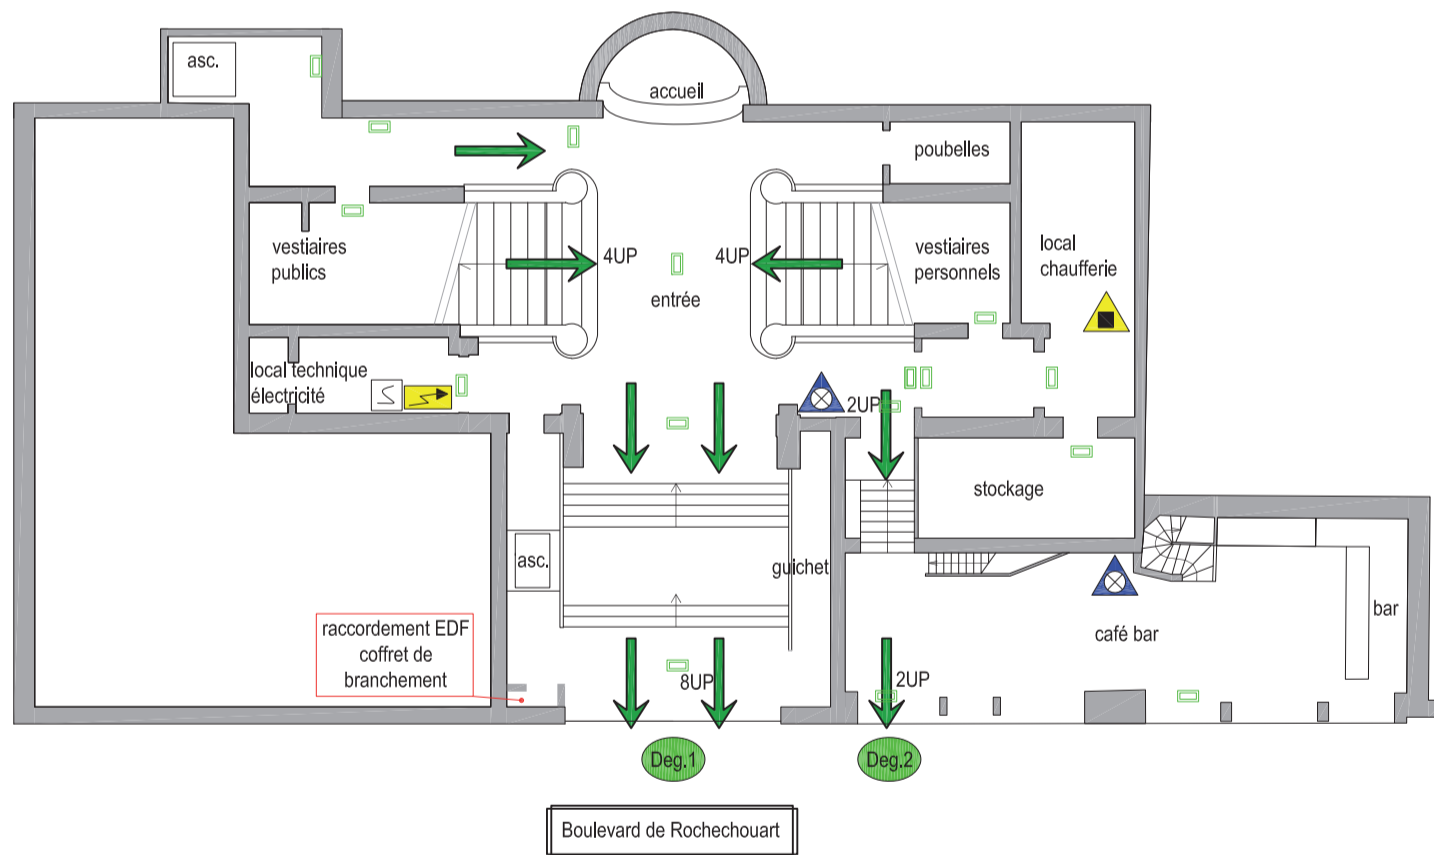 asc.
accueil
poubelles
vestiaires
publics
4UP
4UP
vestiaires
personnels
local
chaufferie
entrée
local technique
électricité
2UP
stockage
asc.
guichet
bar
café bar
raccordement EDF
coffret de
branchement
8UP
2UP
Deg.1
Deg.2
Boulevard de Rochechouart